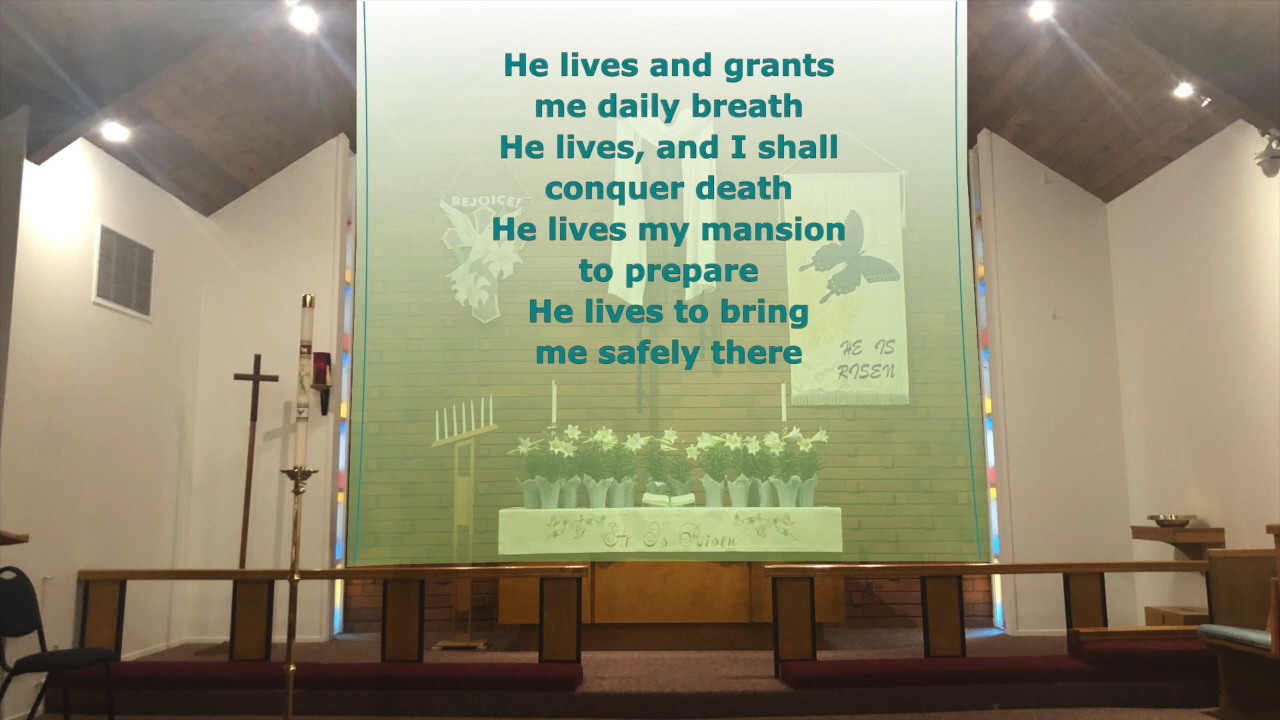 He lives and grants
me daily breath
He lives, and I shall
conquer death
REJOICE!
He lives my mansion
to prepare
He lives to bring
me safely there
HE IS
RISEN
He Is Risen